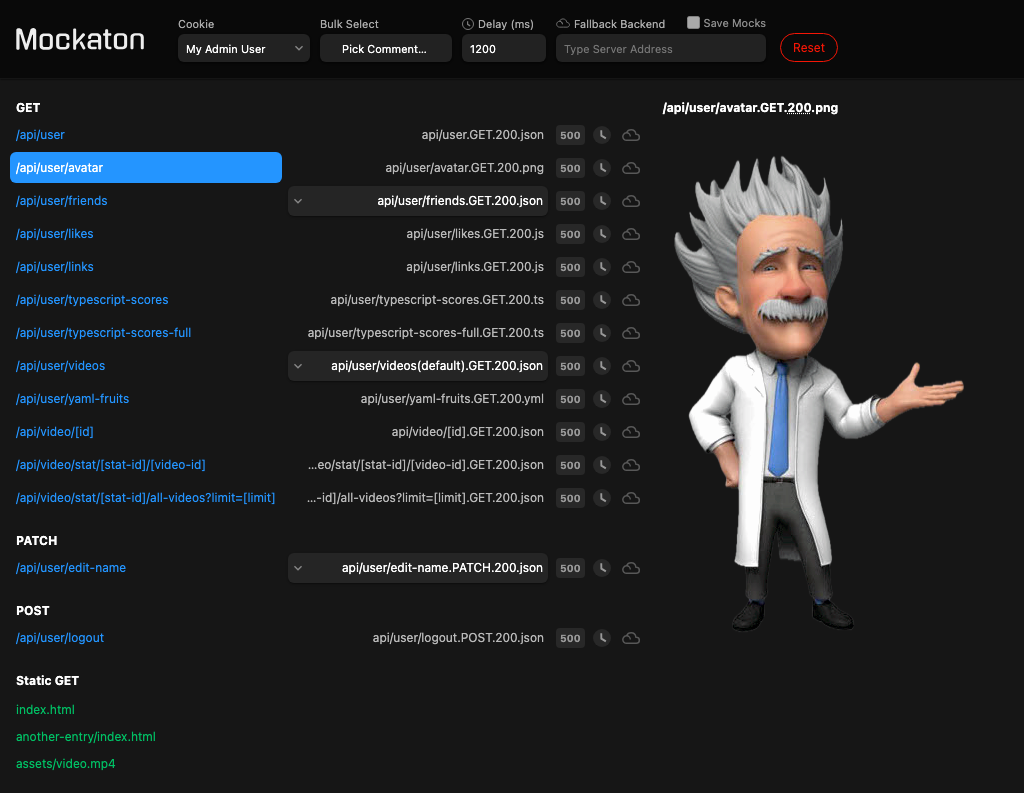 Mockaton
Cookie
My Admin User
Bulk Select
Pick Comment…
Delay (ms)
1200
Fallback Backend
Save Mocks
Type Server Address
Reset
GET
/api/user
api/user.GET.200.json
500
/api/user/avatar
api/user/avatar.GET.200.png
500
/api/user/friends
api/user/friends.GET.200.json
500
/api/user/likes
api/user/likes.GET.200.js
500
/api/user/links
api/user/links.GET.200.js
500
/api/user/typescript-scores
api/user/typescript-scores.GET.200.ts
500
/api/user/typescript-scores-full
api/user/typescript-scores-full.GET.200.ts
500
/api/user/videos
api/user/videos(default).GET.200.json
500
/api/user/yaml-fruits
api/user/yaml-fruits.GET.200.yml
500
/api/video/[id]
api/video/[id].GET.200.json
500
/api/video/stat/[stat-id]/[video-id]
…eo/stat/[stat-id]/[video-id].GET.200.json
500
/api/video/stat/[stat-id]/all-videos?limit=[limit]
…-id]/all-videos?limit=[limit].GET.200.json
500
PATCH
/api/user/edit-name
api/user/edit-name.PATCH.200.json
500
POST
/api/user/logout
api/user/logout.POST.200.json
500
Static GET
index.html
another-entry/index.html
assets/video.mp4
/api/user/avatar.GET.200.png